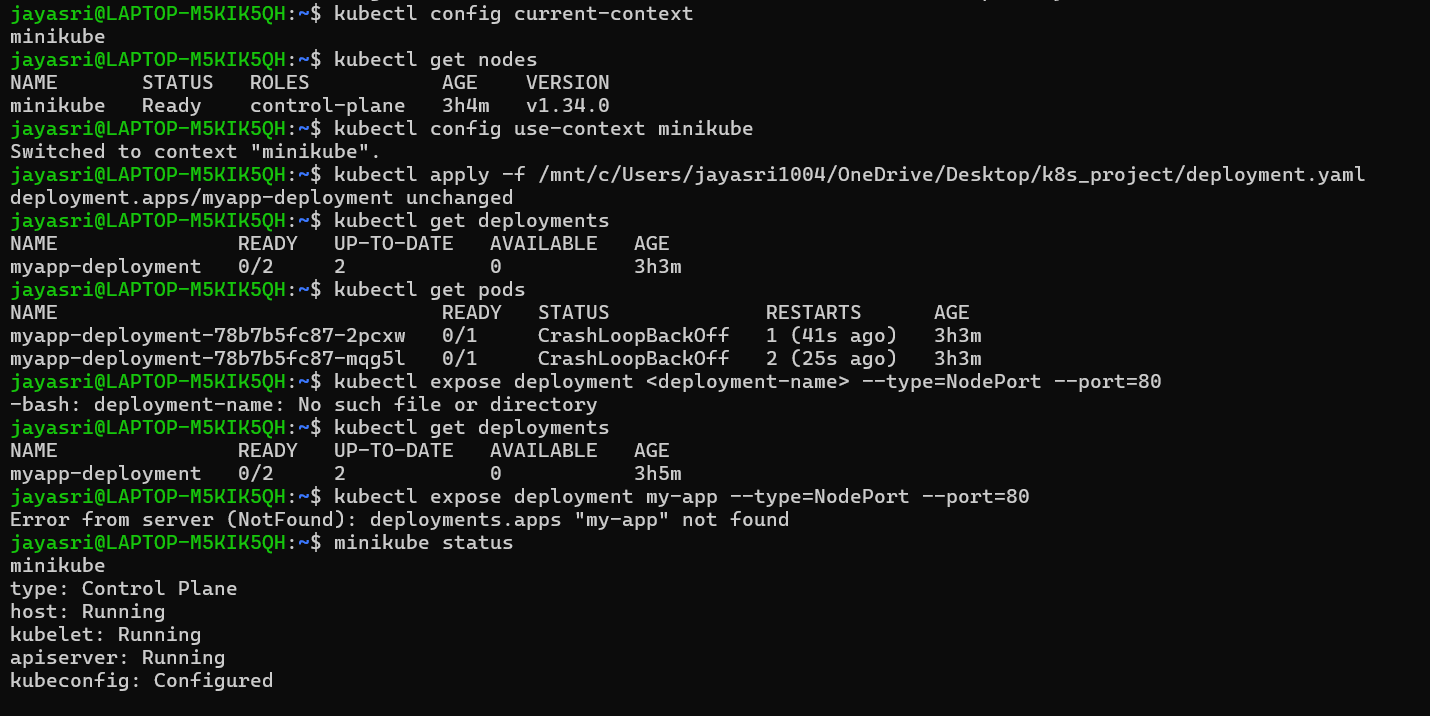 jayasri@LAPTOP-M5KIK5QH:~$ kubectl config current-context
minikube
jayasri@LAPTOP-M5KIK5QH:~$ kubectl get nodes
NAME       STATUS   ROLES           AGE    VERSION
minikube   Ready    control-plane   3h4m   v1.34.0
jayasri@LAPTOP-M5KIK5QH:~$ kubectl config use-context minikube
Switched to context "minikube".
jayasri@LAPTOP-M5KIK5QH:~$ kubectl apply -f /mnt/c/Users/jayasri1004/OneDrive/Desktop/k8s_project/deployment.yaml
deployment.apps/myapp-deployment unchanged
jayasri@LAPTOP-M5KIK5QH:~$ kubectl get deployments
NAME               READY   UP-TO-DATE   AVAILABLE   AGE
myapp-deployment   0/2     2            0           3h3m
jayasri@LAPTOP-M5KIK5QH:~$ kubectl get pods
NAME                                READY   STATUS             RESTARTS      AGE
myapp-deployment-78b7b5fc87-2pcxw   0/1     CrashLoopBackOff   1 (41s ago)   3h3m
myapp-deployment-78b7b5fc87-mqg5l   0/1     CrashLoopBackOff   2 (25s ago)   3h3m
jayasri@LAPTOP-M5KIK5QH:~$ kubectl expose deployment <deployment-name> --type=NodePort --port=80
-bash: deployment-name: No such file or directory
jayasri@LAPTOP-M5KIK5QH:~$ kubectl get deployments
NAME               READY   UP-TO-DATE   AVAILABLE   AGE
myapp-deployment   0/2     2            0           3h5m
jayasri@LAPTOP-M5KIK5QH:~$ kubectl expose deployment my-app --type=NodePort --port=80
Error from server (NotFound): deployments.apps "my-app" not found
jayasri@LAPTOP-M5KIK5QH:~$ minikube status
minikube
type: Control Plane
host: Running
kubelet: Running
apiserver: Running
kubeconfig: Configured